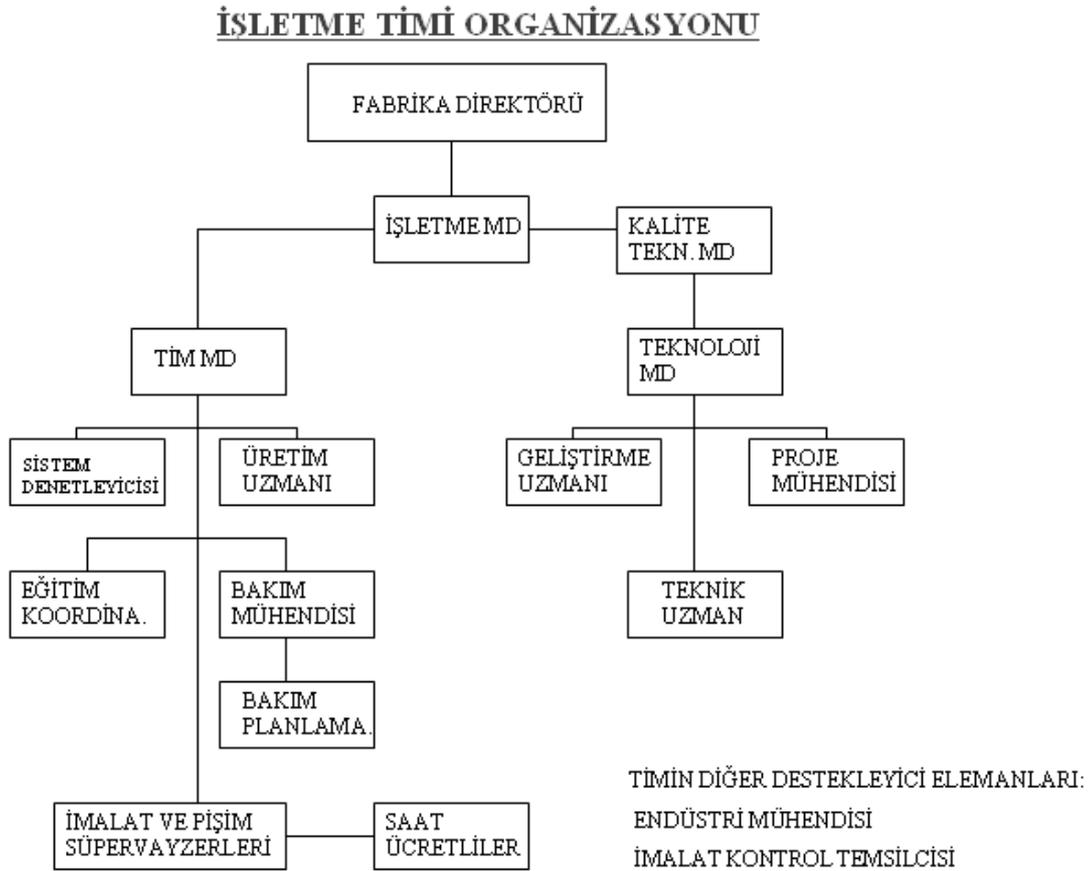 İŞLETME TİMİ ORGANİZASYONU
FABRİKA DİREKTÖRÜ
İŞLETME MD
KALİTE
TEKN. MD
TİM MD
TEKNOLOJİ
MD
SİSTEM
DENETLEYİCİSİ
ÜRETİM
UZMANI
GELİŞTİRME
UZMANI
PROJE
MÜHENDİSİ
EĞİTİM
KOORDİNA.
BAKIM
MÜHENDİSİ
TEKNİK
UZMAN
BAKIM
PLANLAMA.
İMALAT VE PİŞİM
SÜPERVAYZERLERİ
SAAT
ÜCRETLİLER
TİMİN DİĞER DESTEKLEYİCİ ELEMANLARI:
ENDÜSTRİ MÜHENDİSİ
İMALAT KONTROL TEMSİLCİSİ